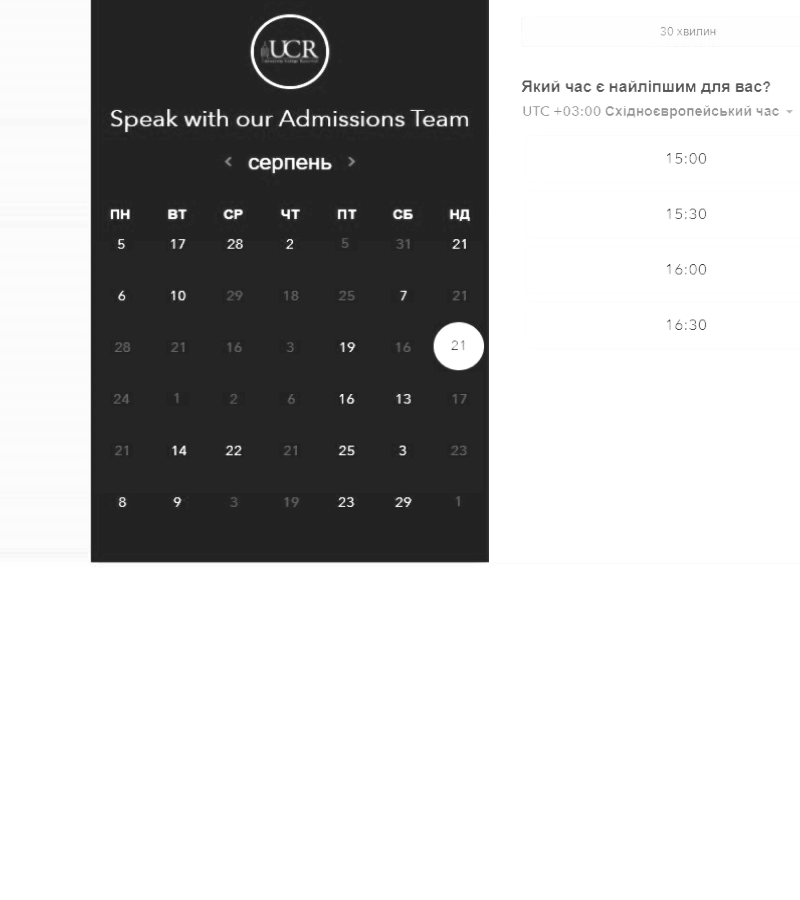 UCR
Speak with our Admissions Team
серпень
ПН ВТ СР ЧТ ПТ СБ НД
5 17 28 2 5 31 21
6 10 29 18 25 7 21
28 21 16 3 19 16 21
24 1 2 6 16 13 17
21 14 22 21 25 3 23
8 9 3 19 23 29 1
30 хвилин
Який час є найліпшим для вас?
UTC +03:00 Східноєвропейський час
15:00
15:30
16:00
16:30